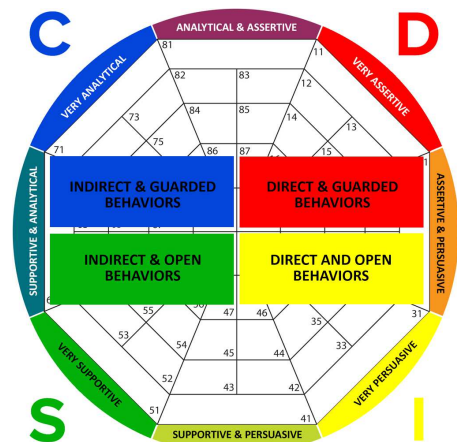 C
D
ANALYTICAL & ASSERTIVE
81
11
VERY ANALYTICAL
VERY ASSERTIVE
82
83
12
73
84
85
14
13
71
75
86
87
15
INDIRECT & GUARDED
BEHAVIORS
DIRECT & GUARDED
BEHAVIORS
SUPPORTIVE & ANALYTICAL
ASSERTIVE & PERSUASIVE
INDIRECT & OPEN
BEHAVIORS
DIRECT AND OPEN
BEHAVIORS
55
47
46
35
31
53
54
45
44
33
52
43
42
51
41
VERY SUPPORTIVE
VERY PERSUASIVE
SUPPORTIVE & PERSUASIVE
S
I